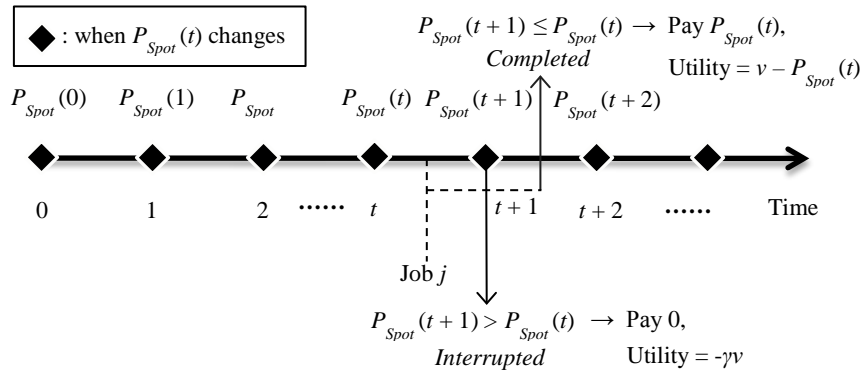 ◆ : when P_Spot(t) changes
P_Spot(t+1) ≤ P_Spot(t) → Pay P_Spot(t),
Completed
Utility = v – P_Spot(t)
P_Spot(0) P_Spot(1) P_Spot P_Spot(t) P_Spot(t+1) P_Spot(t+2)
0 1 2 ...... t t + 1 t + 2 ...... Time
Job j
P_Spot(t+1) > P_Spot(t) → Pay 0,
Interrupted
Utility = -γv